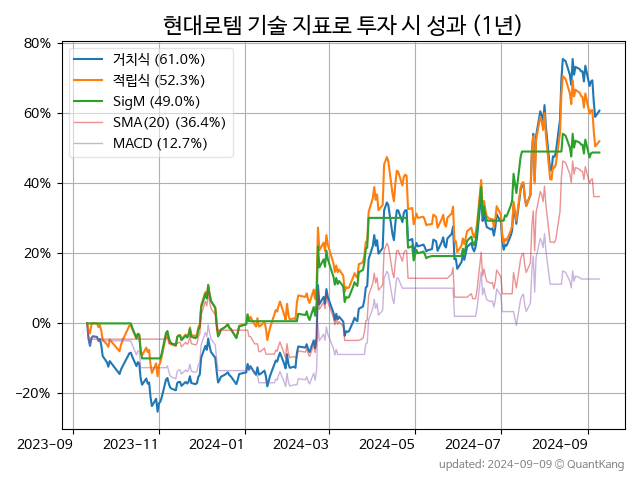 현대로템 기술 지표로 투자 시 성과 (1년)
80%
60%
40%
20%
0%
−20%
거치식 (61.0%)
적립식 (52.3%)
SigM (49.0%)
SMA(20) (36.4%)
MACD (12.7%)
2023-09
2023-11
2024-01
2024-03
2024-05
2024-07
2024-09
updated: 2024-09-09 © QuantKang